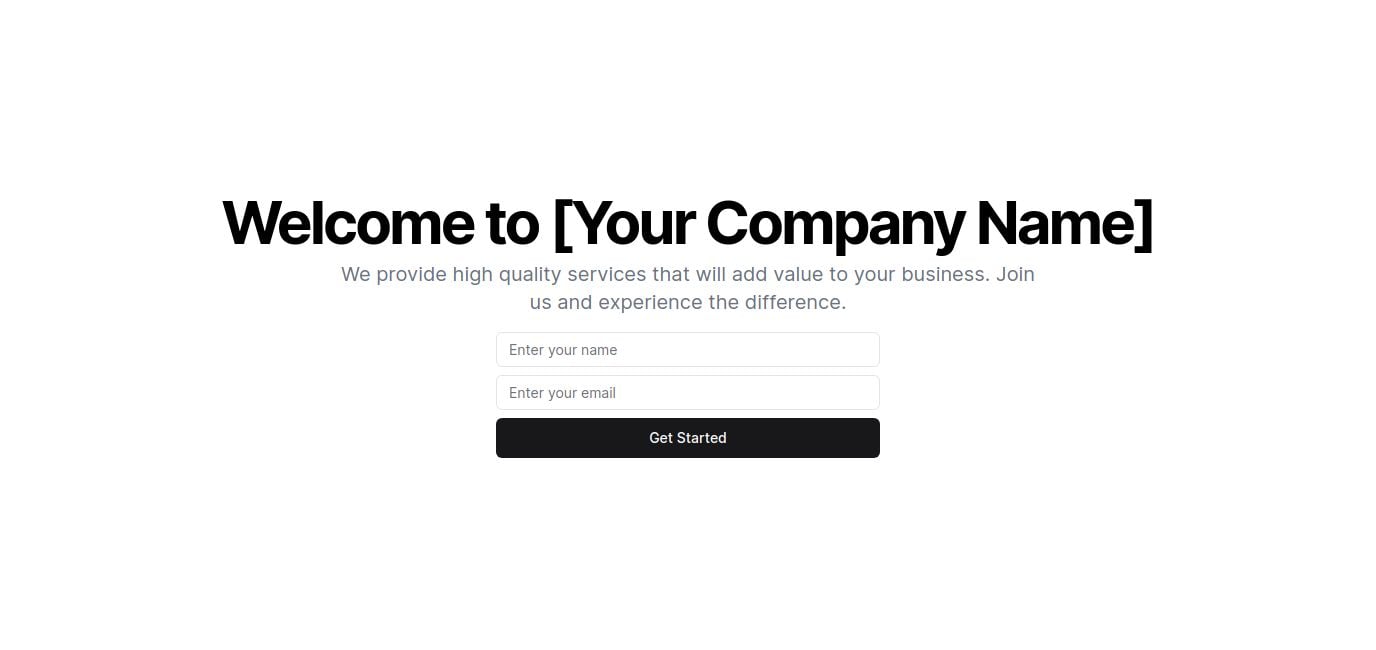 Welcome to [Your Company Name]
We provide high quality services that will add value to your business. Join
us and experience the difference.
Enter your name
Enter your email
Get Started